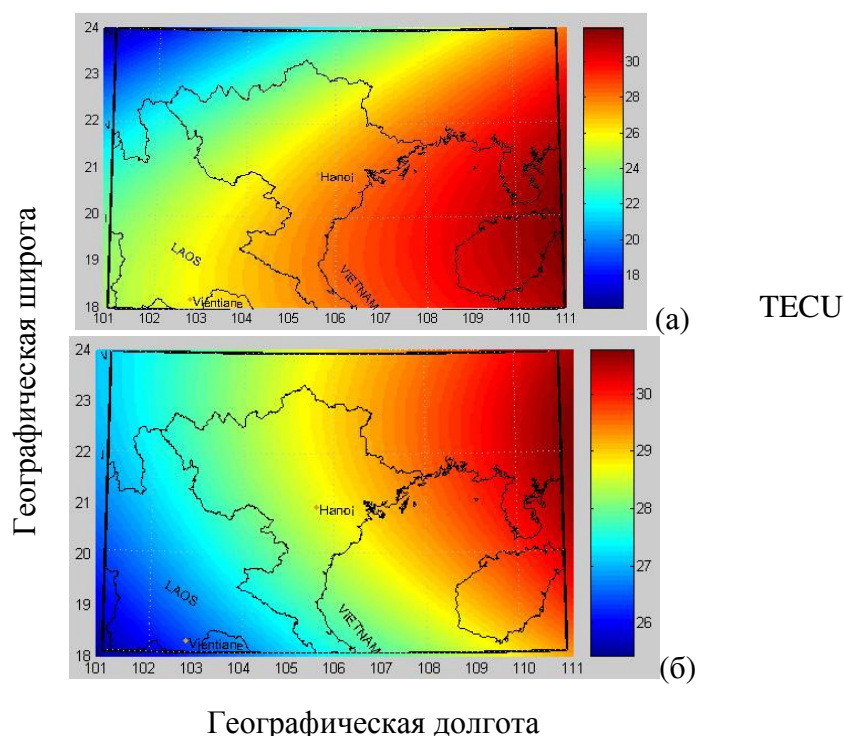 24
23
22
21
20
19
18
101 102 103 104 105 106 107 108 109 110 111
Hanoi
LAOS
VIETNAM
Vientiane
30
28
26
24
22
20
18
(а)
TECU
Географическая широта
24
23
22
21
20
19
18
101 102 103 104 105 106 107 108 109 110 111
Hanoi
LAOS
VIETNAM
Vientiane
30
29
28
27
26
(б)
Географическая долгота